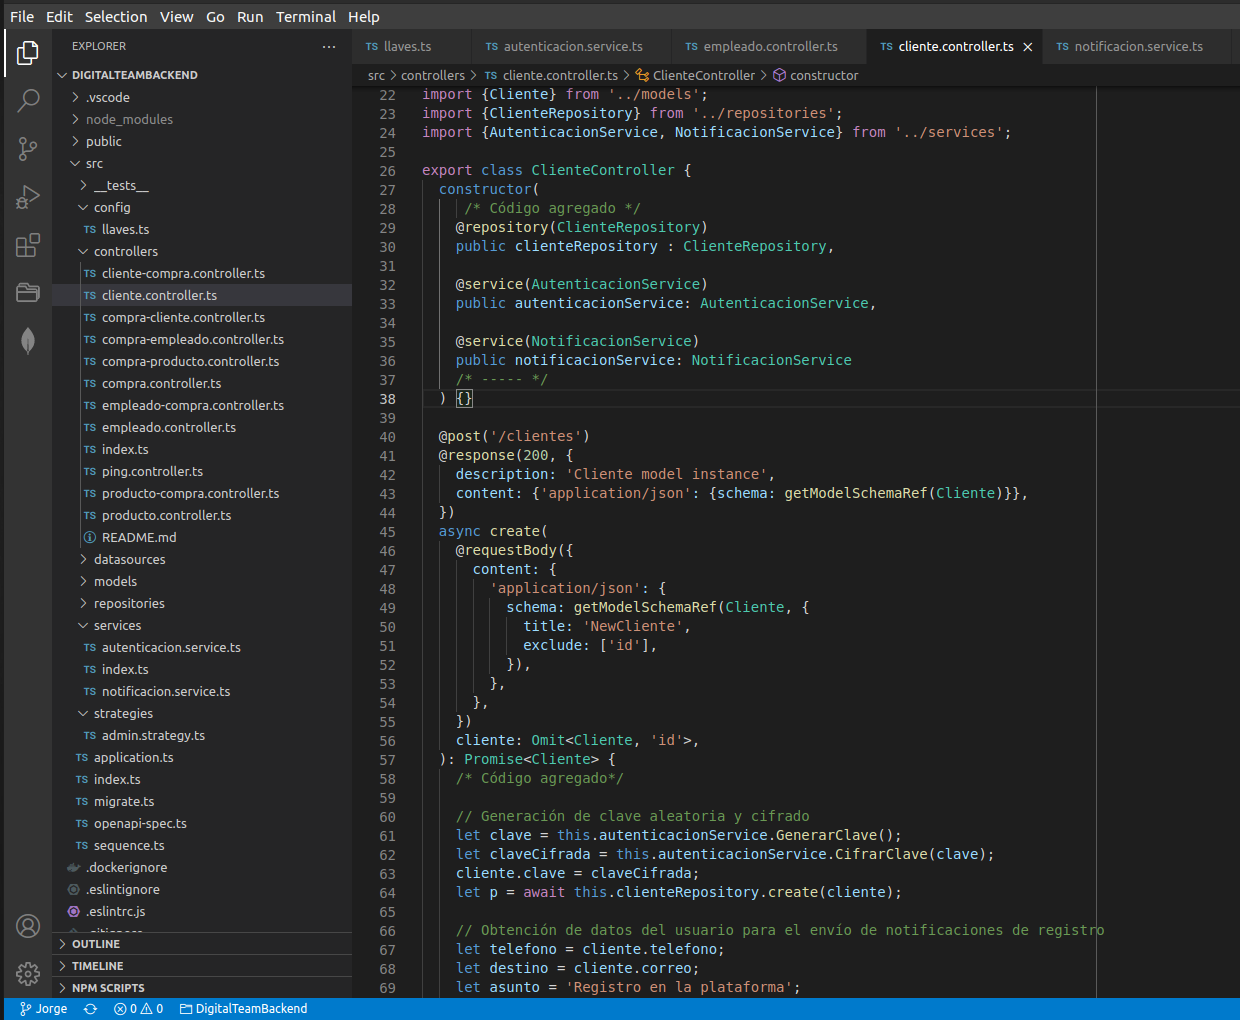 File Edit Selection View Go Run Terminal Help
EXPLORER ···
TS llaves.ts
TS autenticacion.service.ts
TS empleado.controller.ts
TS cliente.controller.ts ×
TS notificacion.service.ts
src > controllers > TS cliente.controller.ts > ClienteController > constructor
DIGITALTEAMBACKEND
.vscode
node_modules
public
src
__tests__
config
TS llaves.ts
controllers
TS cliente-compra.controller.ts
TS cliente.controller.ts
TS compra-cliente.controller.ts
TS compra-empleado.controller.ts
TS compra-producto.controller.ts
TS compra.controller.ts
TS empleado-compra.controller.ts
TS empleado.controller.ts
TS index.ts
TS ping.controller.ts
TS producto-compra.controller.ts
TS producto.controller.ts
README.md
datasources
models
repositories
services
TS autenticacion.service.ts
TS index.ts
TS notificacion.service.ts
strategies
TS admin.strategy.ts
TS application.ts
TS index.ts
TS migrate.ts
TS openapi-spec.ts
TS sequence.ts
.dockerignore
.eslintignore
.eslintrc.js
OUTLINE
TIMELINE
NPM SCRIPTS
22 import {Cliente} from '../models';
23 import {ClienteRepository} from '../repositories';
24 import {AutenticacionService, NotificacionService} from '../services';
25
26 export class ClienteController {
27 constructor(
28 /* Código agregado */
29 @repository(ClienteRepository)
30 public clienteRepository : ClienteRepository,
31
32 @service(AutenticacionService)
33 public autenticacionService: AutenticacionService,
34
35 @service(NotificacionService)
36 public notificacionService: NotificacionService
37 /* ----- */
38 ) {}
39
40 @post('/clientes')
41 @response(200, {
42 description: 'Cliente model instance',
43 content: {'application/json': {schema: getModelSchemaRef(Cliente)}},
44 })
45 async create(
46 @requestBody({
47 content: {
48 'application/json': {
49 schema: getModelSchemaRef(Cliente, {
50 title: 'NewCliente',
51 exclude: ['id'],
52 }),
53 },
54 },
55 })
56 cliente: Omit<Cliente, 'id'>,
57 ): Promise<Cliente> {
58 /* Código agregado*/
59
60 // Generación de clave aleatoria y cifrado
61 let clave = this.autenticacionService.GenerarClave();
62 let claveCifrada = this.autenticacionService.CifrarClave(clave);
63 cliente.clave = claveCifrada;
64 let p = await this.clienteRepository.create(cliente);
65
66 // Obtención de datos del usuario para el envío de notificaciones de registro
67 let telefono = cliente.telefono;
68 let destino = cliente.correo;
69 let asunto = 'Registro en la plataforma';
Jorge 0 0 DigitalTeamBackend